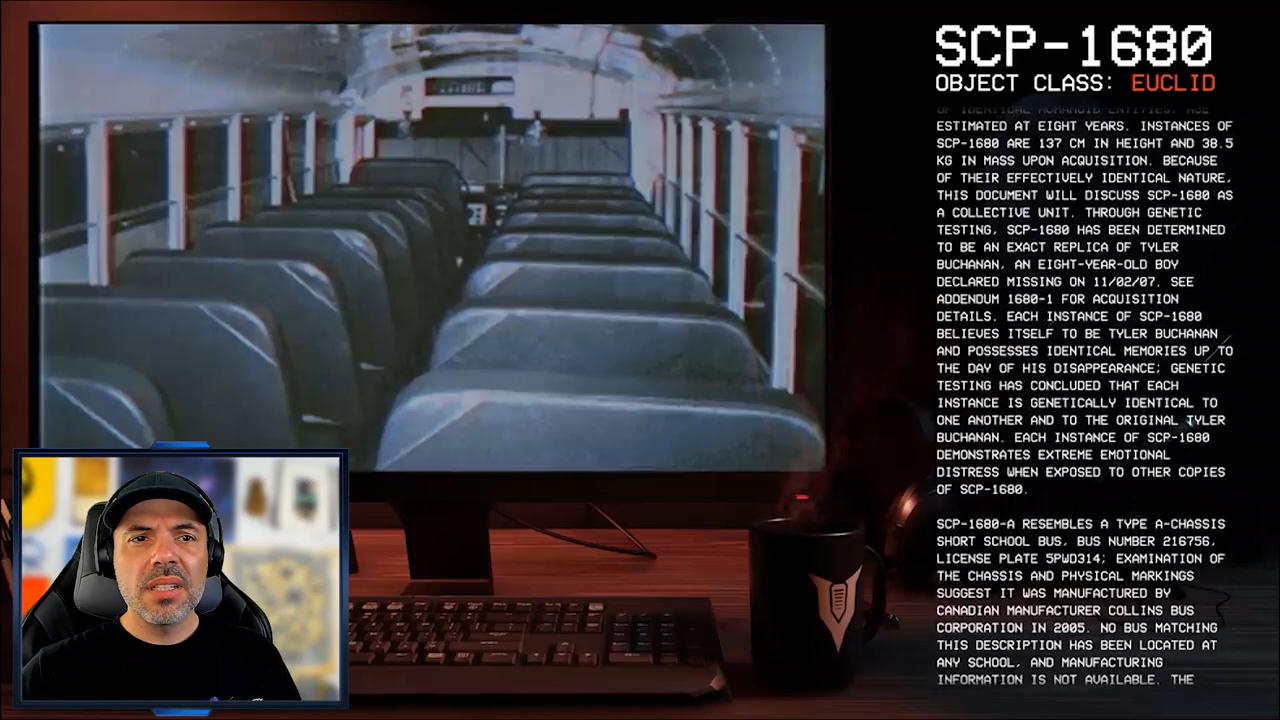 SCP-1680
OBJECT CLASS: EUCLID
OF IDENTICAL HUMANOID ENTITIES, AGE
ESTIMATED AT EIGHT YEARS. INSTANCES OF
SCP-1680 ARE 137 CM IN HEIGHT AND 38.5
KG IN MASS UPON ACQUISITION. BECAUSE
OF THEIR EFFECTIVELY IDENTICAL NATURE,
THIS DOCUMENT WILL DISCUSS SCP-1680 AS
A COLLECTIVE UNIT. THROUGH GENETIC
TESTING, SCP-1680 HAS BEEN DETERMINED
TO BE AN EXACT REPLICA OF TYLER
BUCHANAN, AN EIGHT-YEAR-OLD BOY
DECLARED MISSING ON 11/02/07. SEE
ADDENDUM 1680-1 FOR ACQUISITION
DETAILS. EACH INSTANCE OF SCP-1680
BELIEVES ITSELF TO BE TYLER BUCHANAN
AND POSSESSES IDENTICAL MEMORIES UP TO
THE DAY OF HIS DISAPPEARANCE; GENETIC
TESTING HAS CONCLUDED THAT EACH
INSTANCE IS GENETICALLY IDENTICAL TO
ONE ANOTHER AND TO THE ORIGINAL TYLER
BUCHANAN. EACH INSTANCE OF SCP-1680
DEMONSTRATES EXTREME EMOTIONAL
DISTRESS WHEN EXPOSED TO OTHER COPIES
OF SCP-1680.
SCP-1680-A RESEMBLES A TYPE A-CHASSIS
SHORT SCHOOL BUS, BUS NUMBER 216756,
LICENSE PLATE 5PWD314; EXAMINATION OF
THE CHASSIS AND PHYSICAL MARKINGS
SUGGEST IT WAS MANUFACTURED BY
CANADIAN MANUFACTURER COLLINS BUS
CORPORATION IN 2005. NO BUS MATCHING
THIS DESCRIPTION HAS BEEN LOCATED AT
ANY SCHOOL, AND MANUFACTURING
INFORMATION IS NOT AVAILABLE. THE